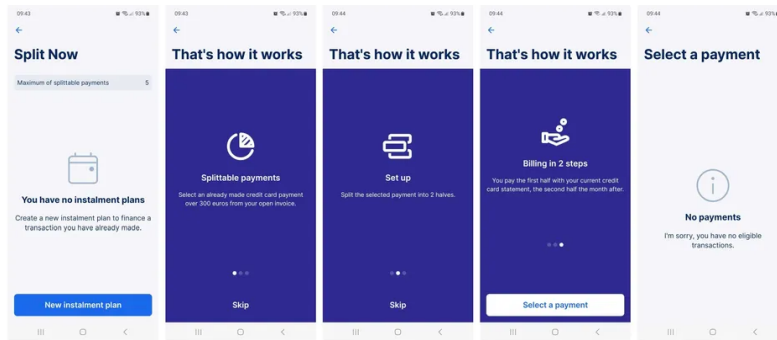 09:43
93%
Split Now
Maximum of splittable payments 5
You have no instalment plans
Create a new instalment plan to finance a
transaction you have already made.
New instalment plan
09:43
93%
That's how it works
Splittable payments
Select an already made credit card payment
over 300 euros from your open invoice.
Skip
09:44
93%
That's how it works
Set up
Split the selected payment into 2 halves.
Skip
09:44
93%
That's how it works
Billing in 2 steps
You pay the first half with your current credit
card statement, the second half the month after.
Select a payment
09:44
93%
Select a payment
No payments
I'm sorry, you have no eligible
transactions.